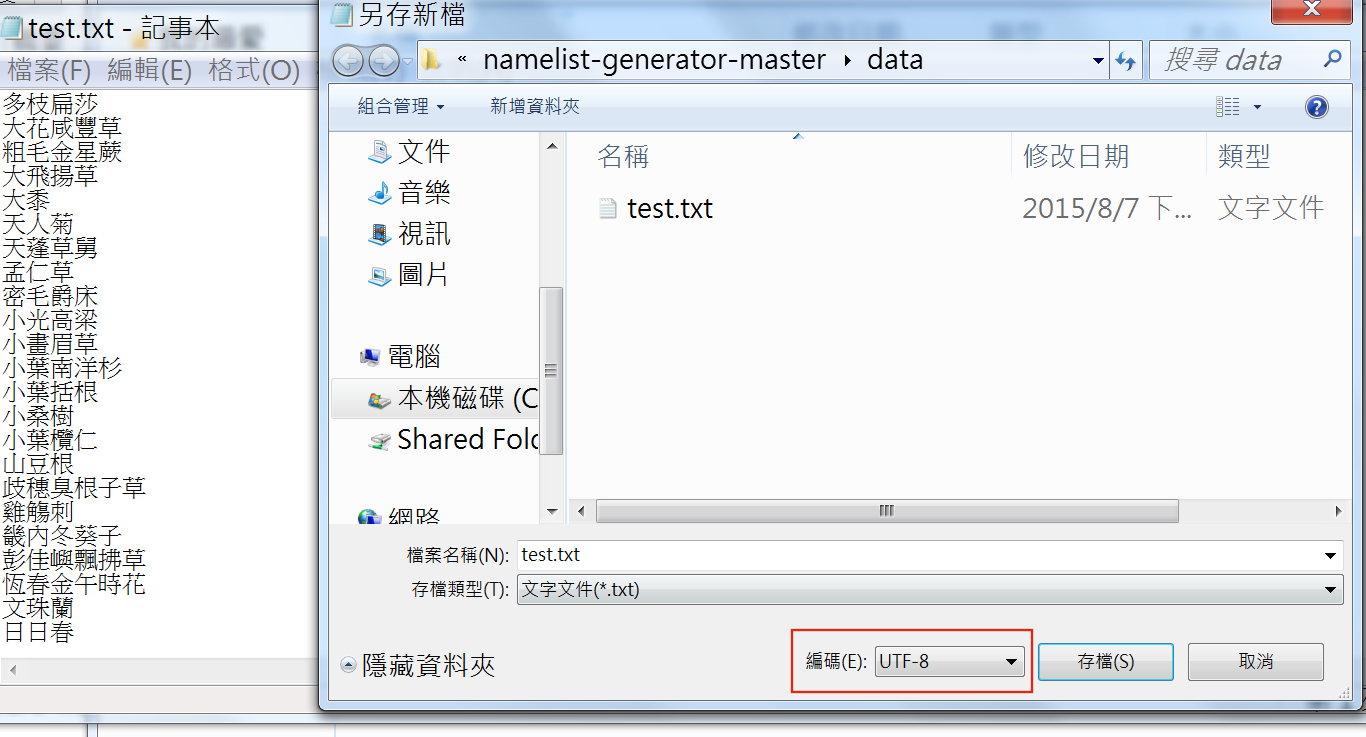 test.txt - 記事本
檔案(F) 編輯(E) 格式(O)
多枝扁莎
大花咸豐草
粗毛金星蕨
大飛揚草
大黍
天人菊
天蓬草舅
孟仁草
密毛爵床
小光高梁
小畫眉草
小葉南洋杉
小葉括根
小桑樹
小葉欖仁
山豆根
歧穗臭根子草
雞觴刺
畿內冬葵子
彭佳嶼飄拂草
恆春金午時花
文珠蘭
日日春
另存新檔
« namelist-generator-master ▸ data
搜尋 data
組合管理 新增資料夾
文件
音樂
視訊
圖片
電腦
本機磁碟 (C
Shared Fold
網路
名稱 修改日期 類型
test.txt 2015/8/7 下... 文字文件
檔案名稱(N): test.txt
存檔類型(T): 文字文件(*.txt)
隱藏資料夾
編碼(E): UTF-8
存檔(S)
取消